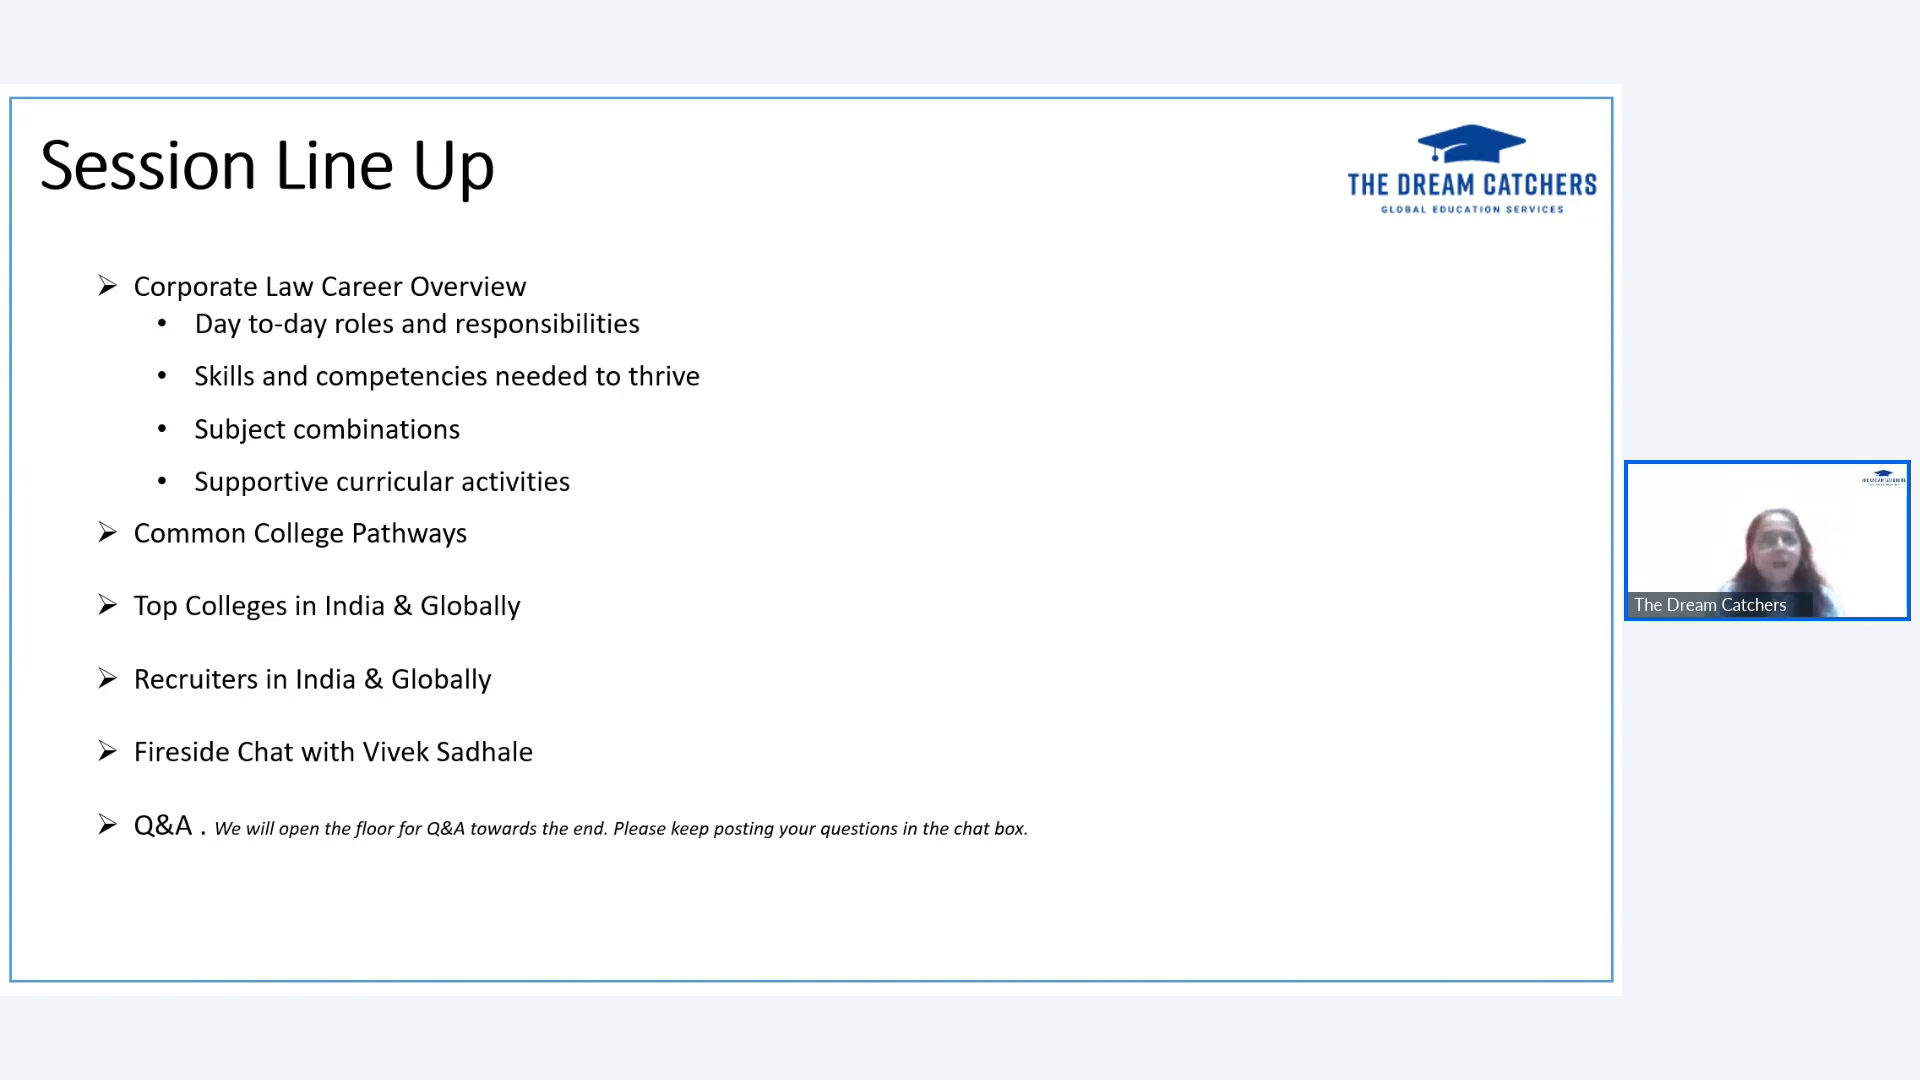 Session Line Up
THE DREAM CATCHERS
GLOBAL EDUCATION SERVICES
➢ Corporate Law Career Overview
• Day to-day roles and responsibilities
• Skills and competencies needed to thrive
• Subject combinations
• Supportive curricular activities
➢ Common College Pathways
➢ Top Colleges in India & Globally
➢ Recruiters in India & Globally
➢ Fireside Chat with Vivek Sadhale
➢ Q&A . We will open the floor for Q&A towards the end. Please keep posting your questions in the chat box.
The Dream Catchers